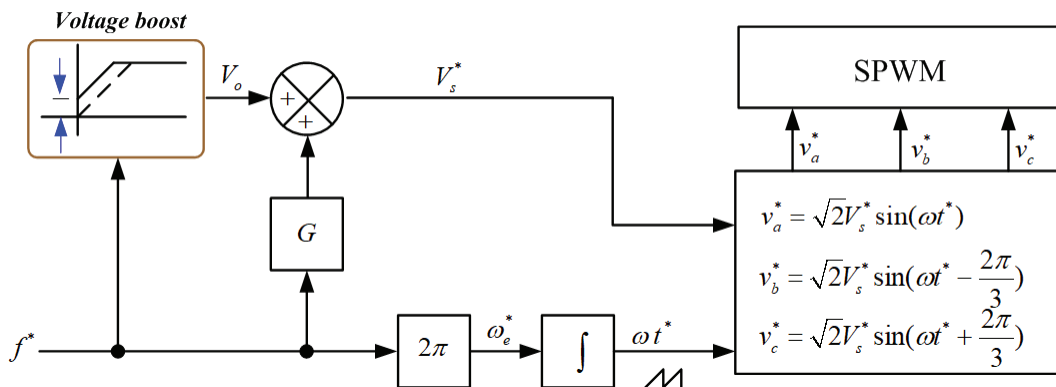 Voltage boost
V_o
+
+
V_s^*
SPWM
v_a^*
v_b^*
v_c^*
G
v_a^* = √2V_s^* sin(ωt^*)
v_b^* = √2V_s^* sin(ωt^* − 2π/3)
v_c^* = √2V_s^* sin(ωt^* + 2π/3)
f^*
2π
ω_e^*
∫
ωt^*